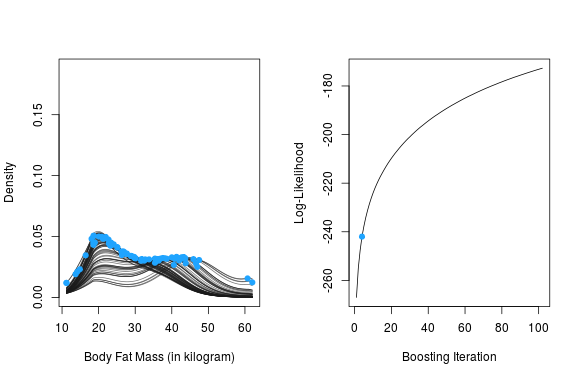 Density
0.15
0.10
0.05
0.00
10 20 30 40 50 60
Body Fat Mass (in kilogram)
Log-Likelihood
-180
-200
-220
-240
-260
0 20 40 60 80 100
Boosting Iteration